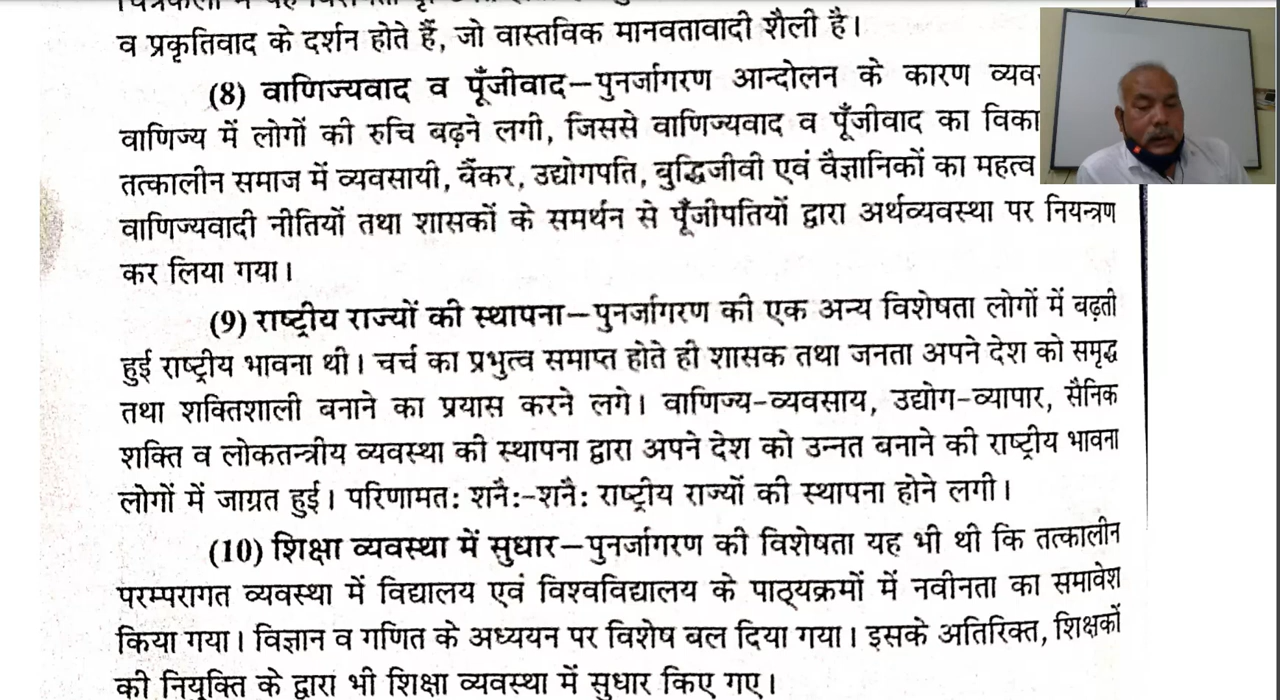 व प्रकृतिवाद के दर्शन होते हैं, जो वास्तविक मानवतावादी शैली है।
(8) वाणिज्यवाद व पूँजीवाद—पुनर्जागरण आन्दोलन के कारण
वाणिज्य में लोगों की रुचि बढ़ने लगी, जिससे वाणिज्यवाद व पूँजीवाद का
तत्कालीन समाज में व्यवसायी, बैंकर, उद्योगपति, बुद्धिजीवी एवं वैज्ञानिकों का महत्व
वाणिज्यवादी नीतियों तथा शासकों के समर्थन से पूँजीपतियों द्वारा अर्थव्यवस्था पर नियन्त्रण
कर लिया गया।
(9) राष्ट्रीय राज्यों की स्थापना—पुनर्जागरण की एक अन्य विशेषता लोगों में बढ़ती
हुई राष्ट्रीय भावना थी। चर्च का प्रभुत्व समाप्त होते ही शासक तथा जनता अपने देश को समृद्ध
तथा शक्तिशाली बनाने का प्रयास करने लगे। वाणिज्य-व्यवसाय, उद्योग-व्यापार, सैनिक
शक्ति व लोकतन्त्रीय व्यवस्था की स्थापना द्वारा अपने देश को उन्नत बनाने की राष्ट्रीय भावना
लोगों में जाग्रत हुई। परिणामत: शनै:-शनै: राष्ट्रीय राज्यों की स्थापना होने लगी।
(10) शिक्षा व्यवस्था में सुधार—पुनर्जागरण की विशेषता यह भी थी कि तत्कालीन
परम्परागत व्यवस्था में विद्यालय एवं विश्वविद्यालय के पाठ्यक्रमों में नवीनता का समावेश
किया गया। विज्ञान व गणित के अध्ययन पर विशेष बल दिया गया। इसके अतिरिक्त, शिक्षकों
की नियुक्ति के द्वारा भी शिक्षा व्यवस्था में सुधार किए गए।